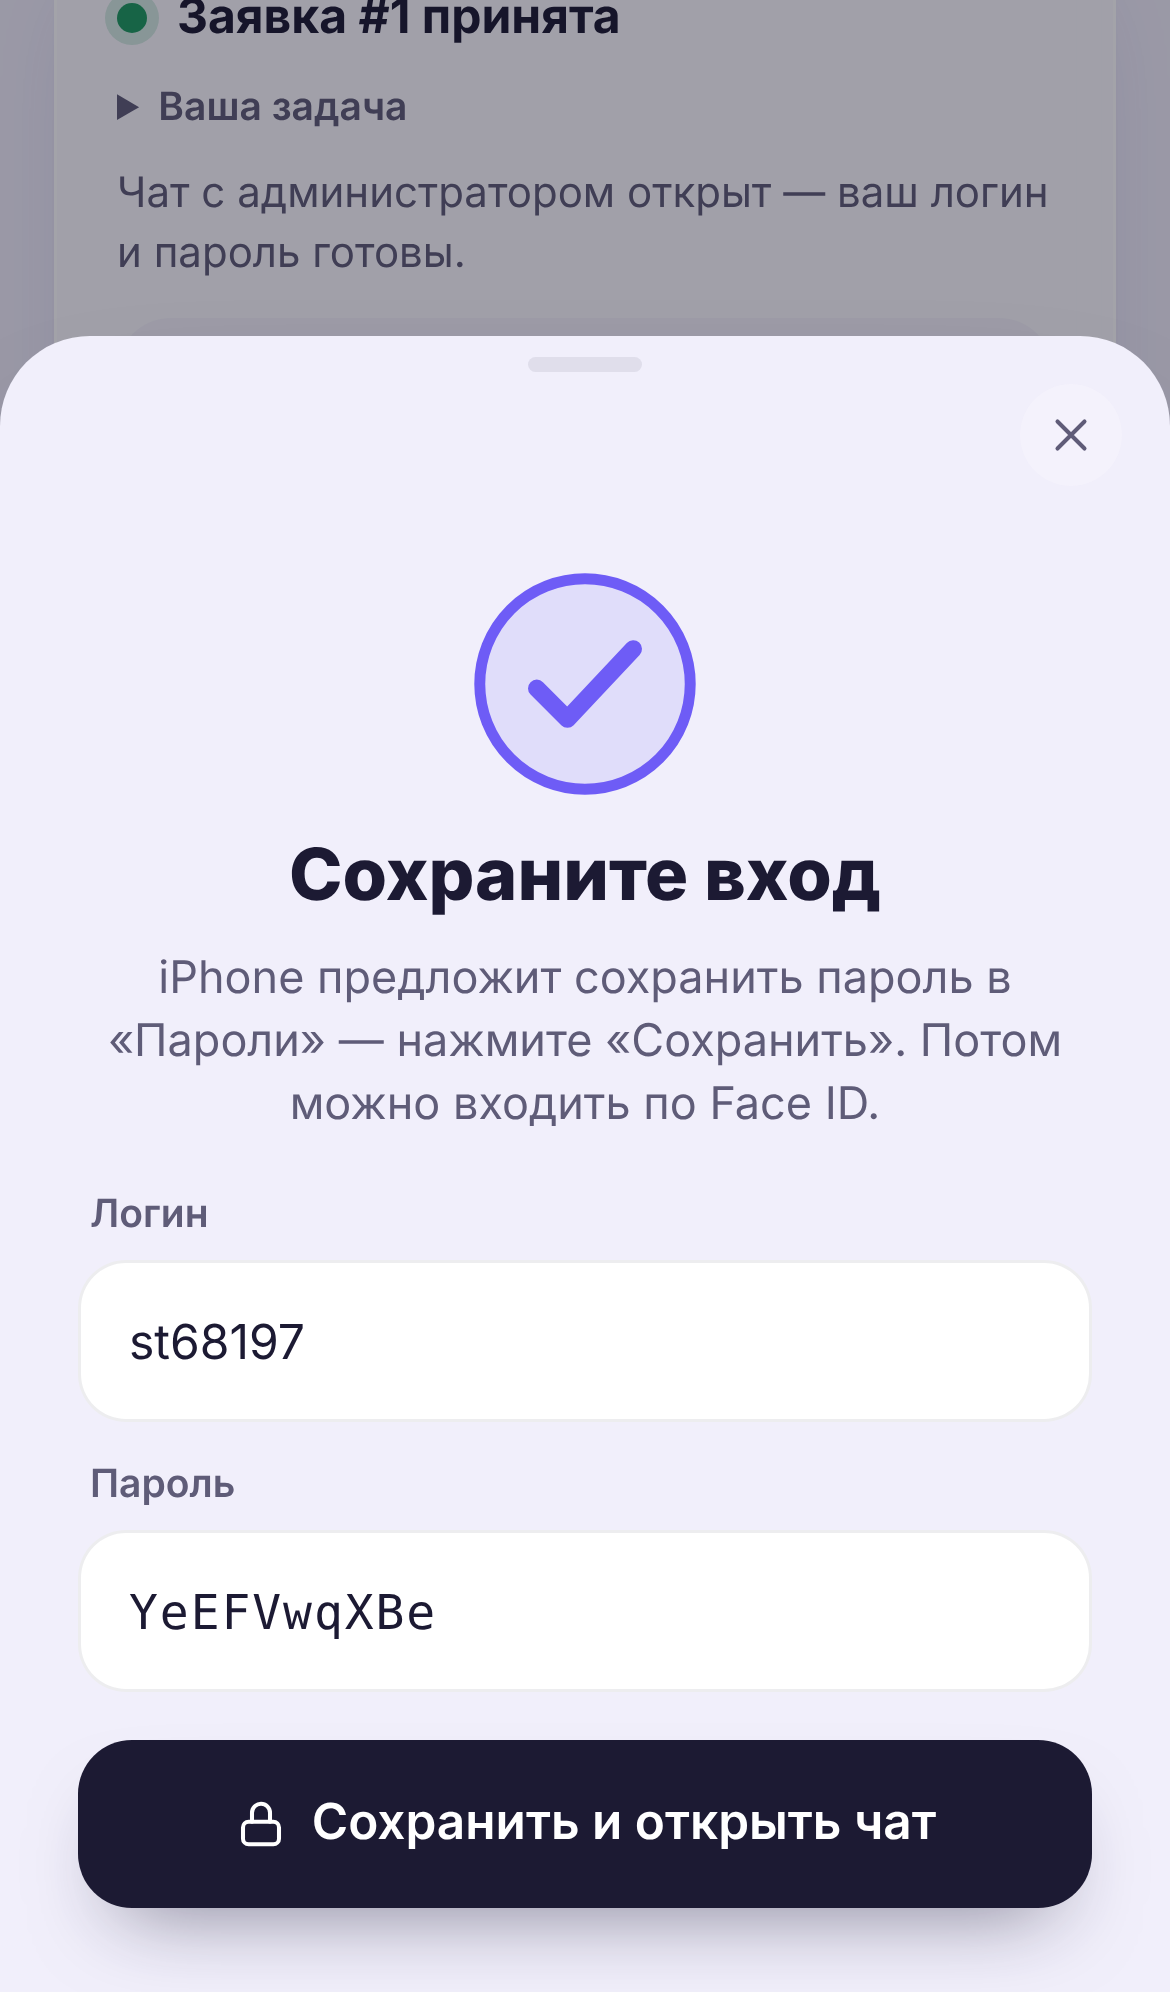 Заявка #1 принята
Ваша задача
Чат с администратором открыт — ваш логин
и пароль готовы.
Сохраните вход
iPhone предложит сохранить пароль в
«Пароли» — нажмите «Сохранить». Потом
можно входить по Face ID.
Логин
st68197
Пароль
YeEFVwqXBe
Сохранить и открыть чат